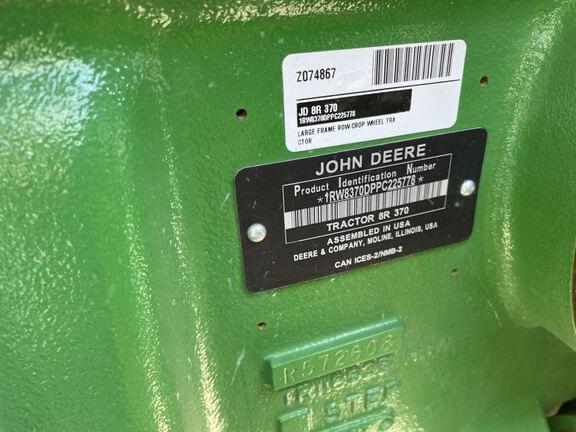 Z074867
JD 8R 370
1RW8370DPPC225778
LARGE FRAME ROW CROP WHEEL TRA
CTOR
JOHN DEERE
Product Identification Number
*1RW8370DPPC225778*
TRACTOR 8R 370
ASSEMBLED IN USA
DEERE & COMPANY, MOLINE, ILLINOIS, USA
CAN ICES-2/NMB-2
R572608